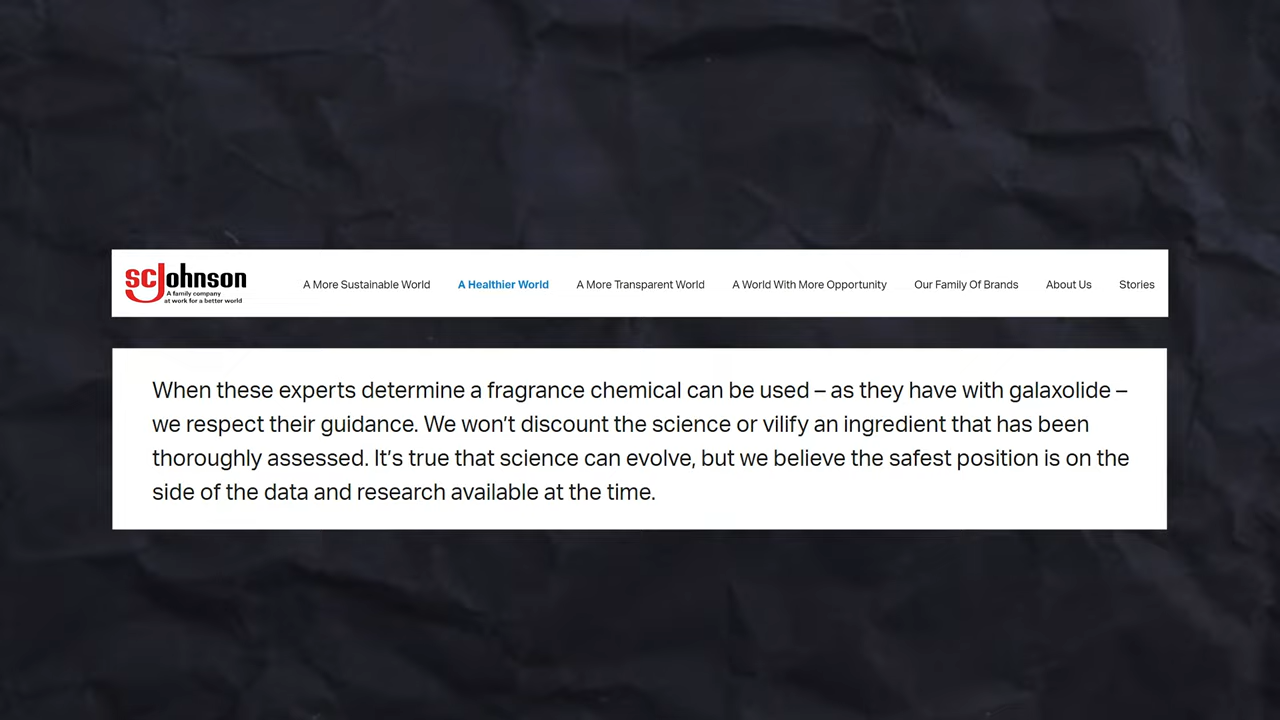 scJohnson
A family company
at work for a better world
A More Sustainable World
A Healthier World
A More Transparent World
A World With More Opportunity
Our Family Of Brands
About Us
Stories
When these experts determine a fragrance chemical can be used – as they have with galaxolide –
we respect their guidance. We won’t discount the science or vilify an ingredient that has been
thoroughly assessed. It’s true that science can evolve, but we believe the safest position is on the
side of the data and research available at the time.